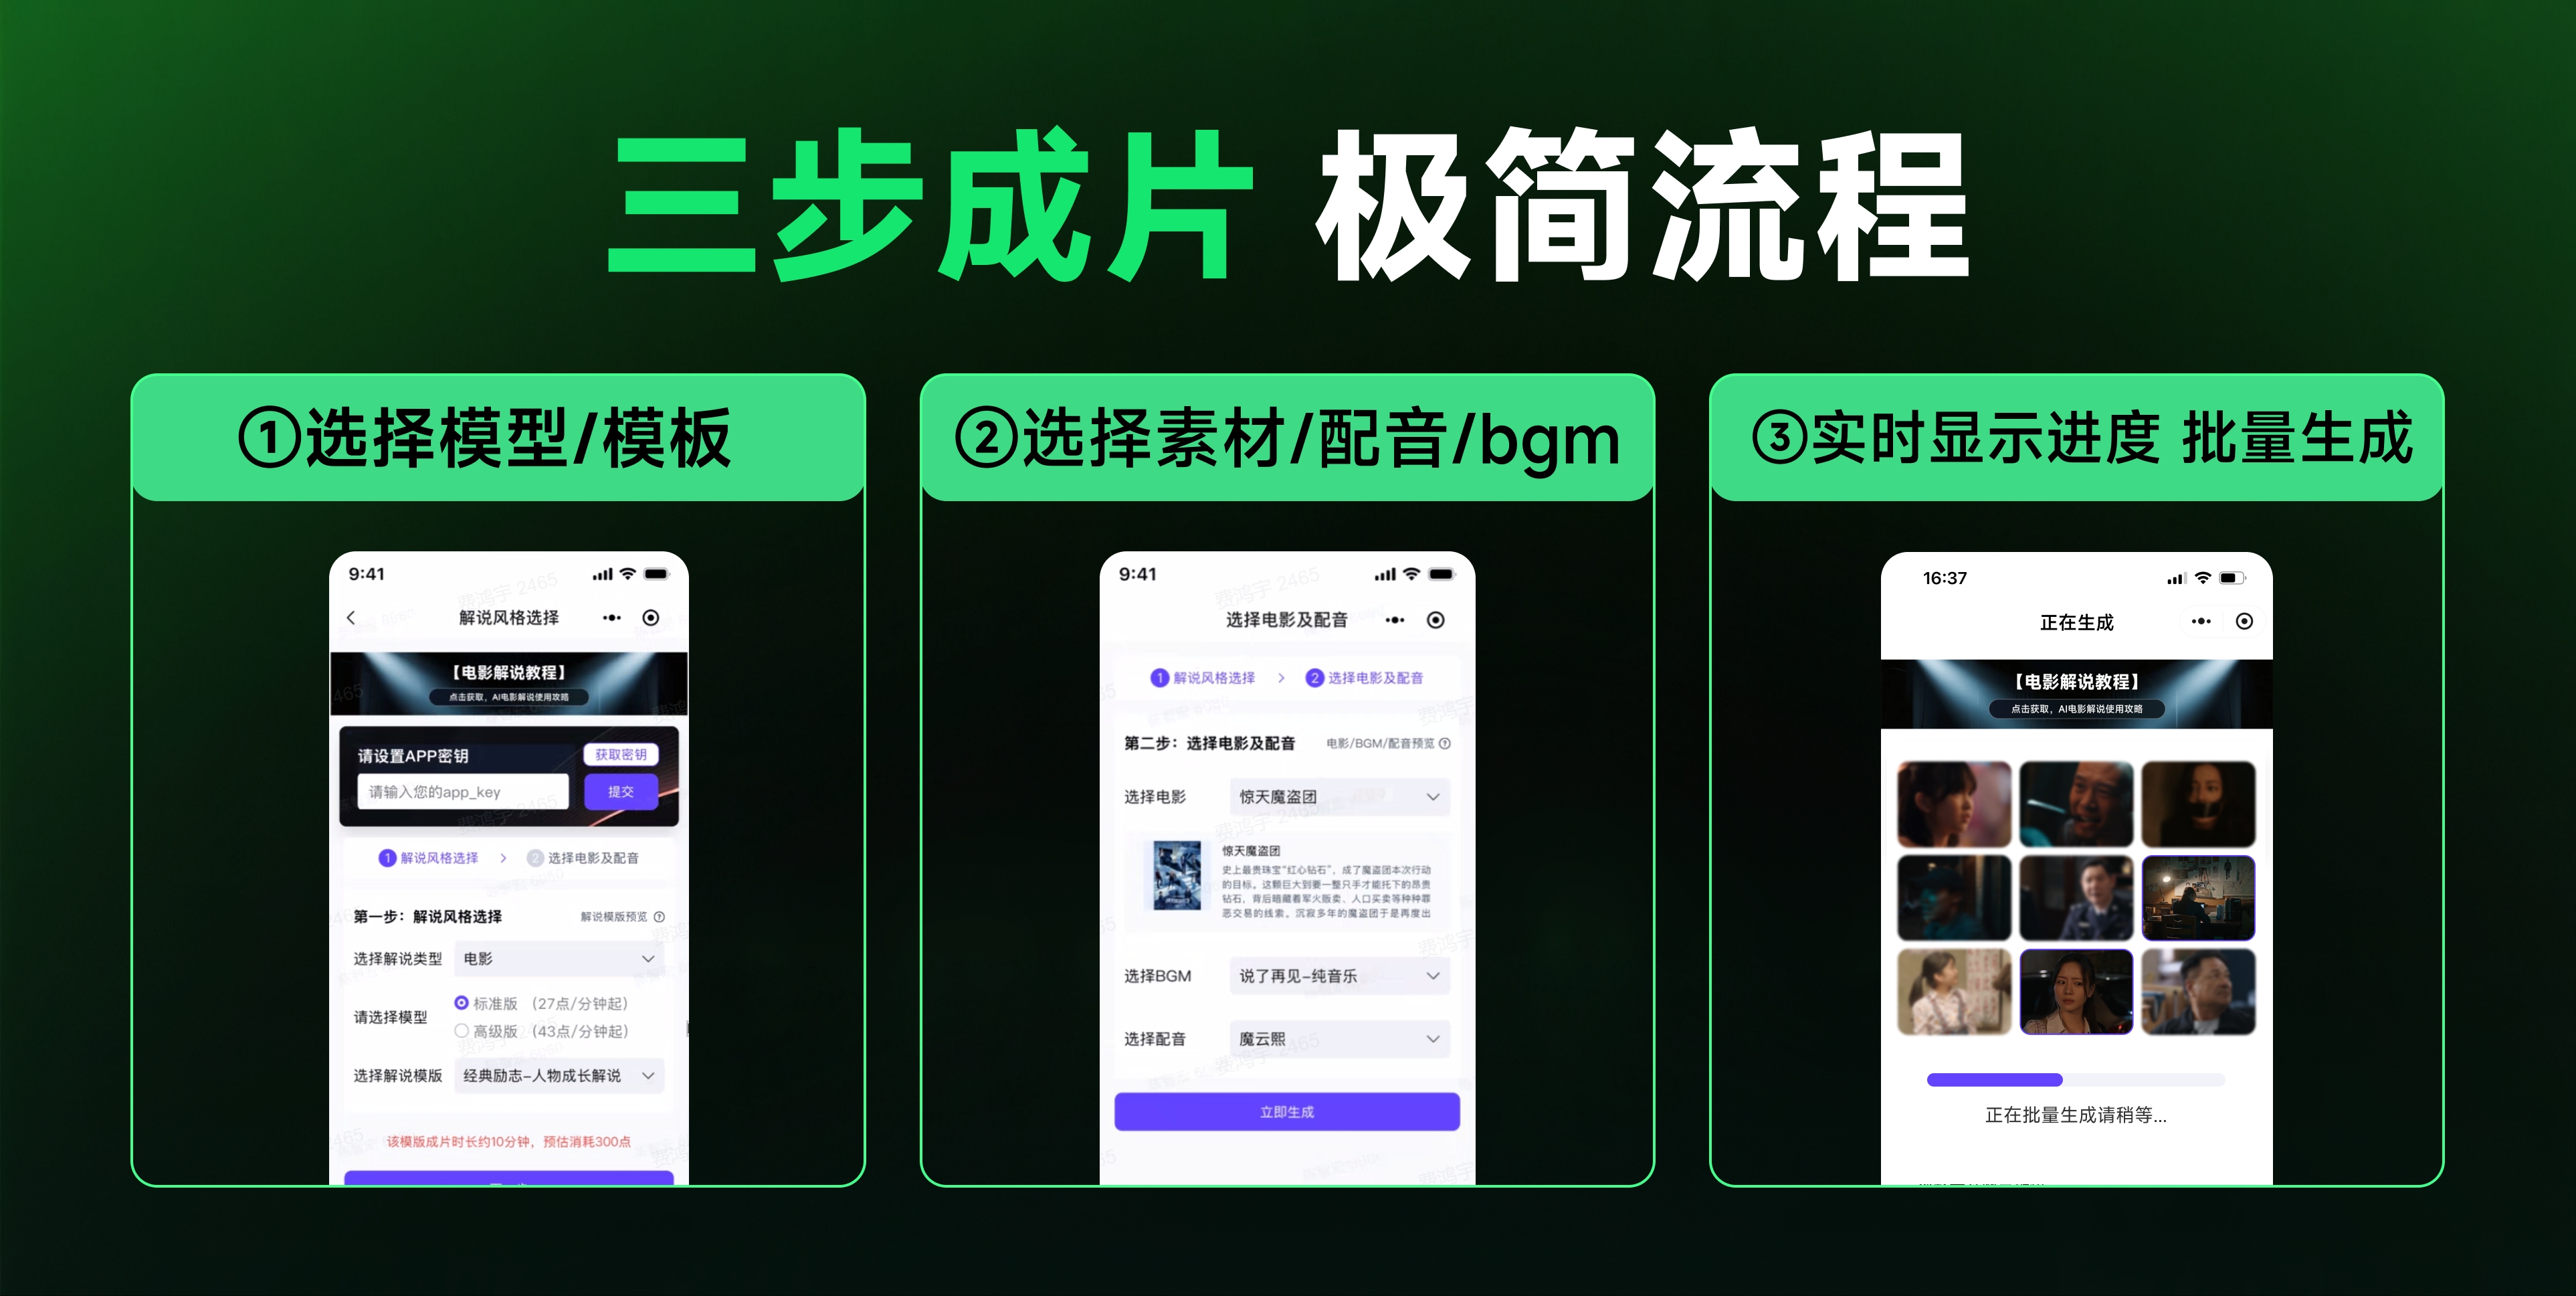 三步成片 极简流程
①选择模型/模板
9:41
解说风格选择
【电影解说教程】
点击获取，AI电影解说使用攻略
请设置APP密钥
获取密钥
请输入您的app_key
提交
1 解说风格选择 > 2 选择电影及配音
第一步：解说风格选择
解说模版预览
选择解说类型
电影
请选择模型
标准版 （27点/分钟起）
高级版 （43点/分钟起）
选择解说模版
经典励志-人物成长解说
该模版成片时长约10分钟，预估消耗300点
②选择素材/配音/bgm
9:41
选择电影及配音
1 解说风格选择 > 2 选择电影及配音
第二步：选择电影及配音
电影/BGM/配音预览
选择电影
惊天魔盗团
惊天魔盗团
史上最贵珠宝“红心钻石”，成了魔盗团本次行动
的目标。这颗巨大到要一整只手才能托下的昂贵
钻石，背后暗藏着军火贩卖、人口买卖等种种罪
恶交易的线索。沉寂多年的魔盗团于是再度出
选择BGM
说了再见-纯音乐
选择配音
魔云熙
立即生成
费鸿宇 2465
③实时显示进度 批量生成
16:37
正在生成
【电影解说教程】
点击获取，AI电影解说使用攻略
正在批量生成请稍等...